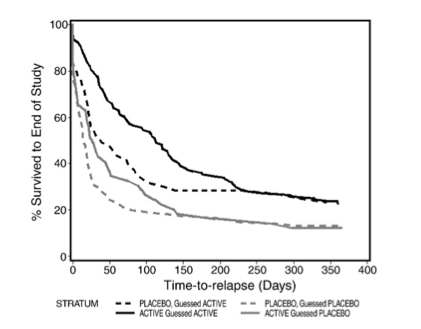 100
80
60
40
20
0
% Survived to End of Study
0 50 100 150 200 250 300 350 400
Time-to-relapse (Days)
STRATUM PLACEBO, Guessed ACTIVE PLACEBO, Guessed PLACEBO
ACTIVE Guessed ACTIVE ACTIVE Guessed PLACEBO